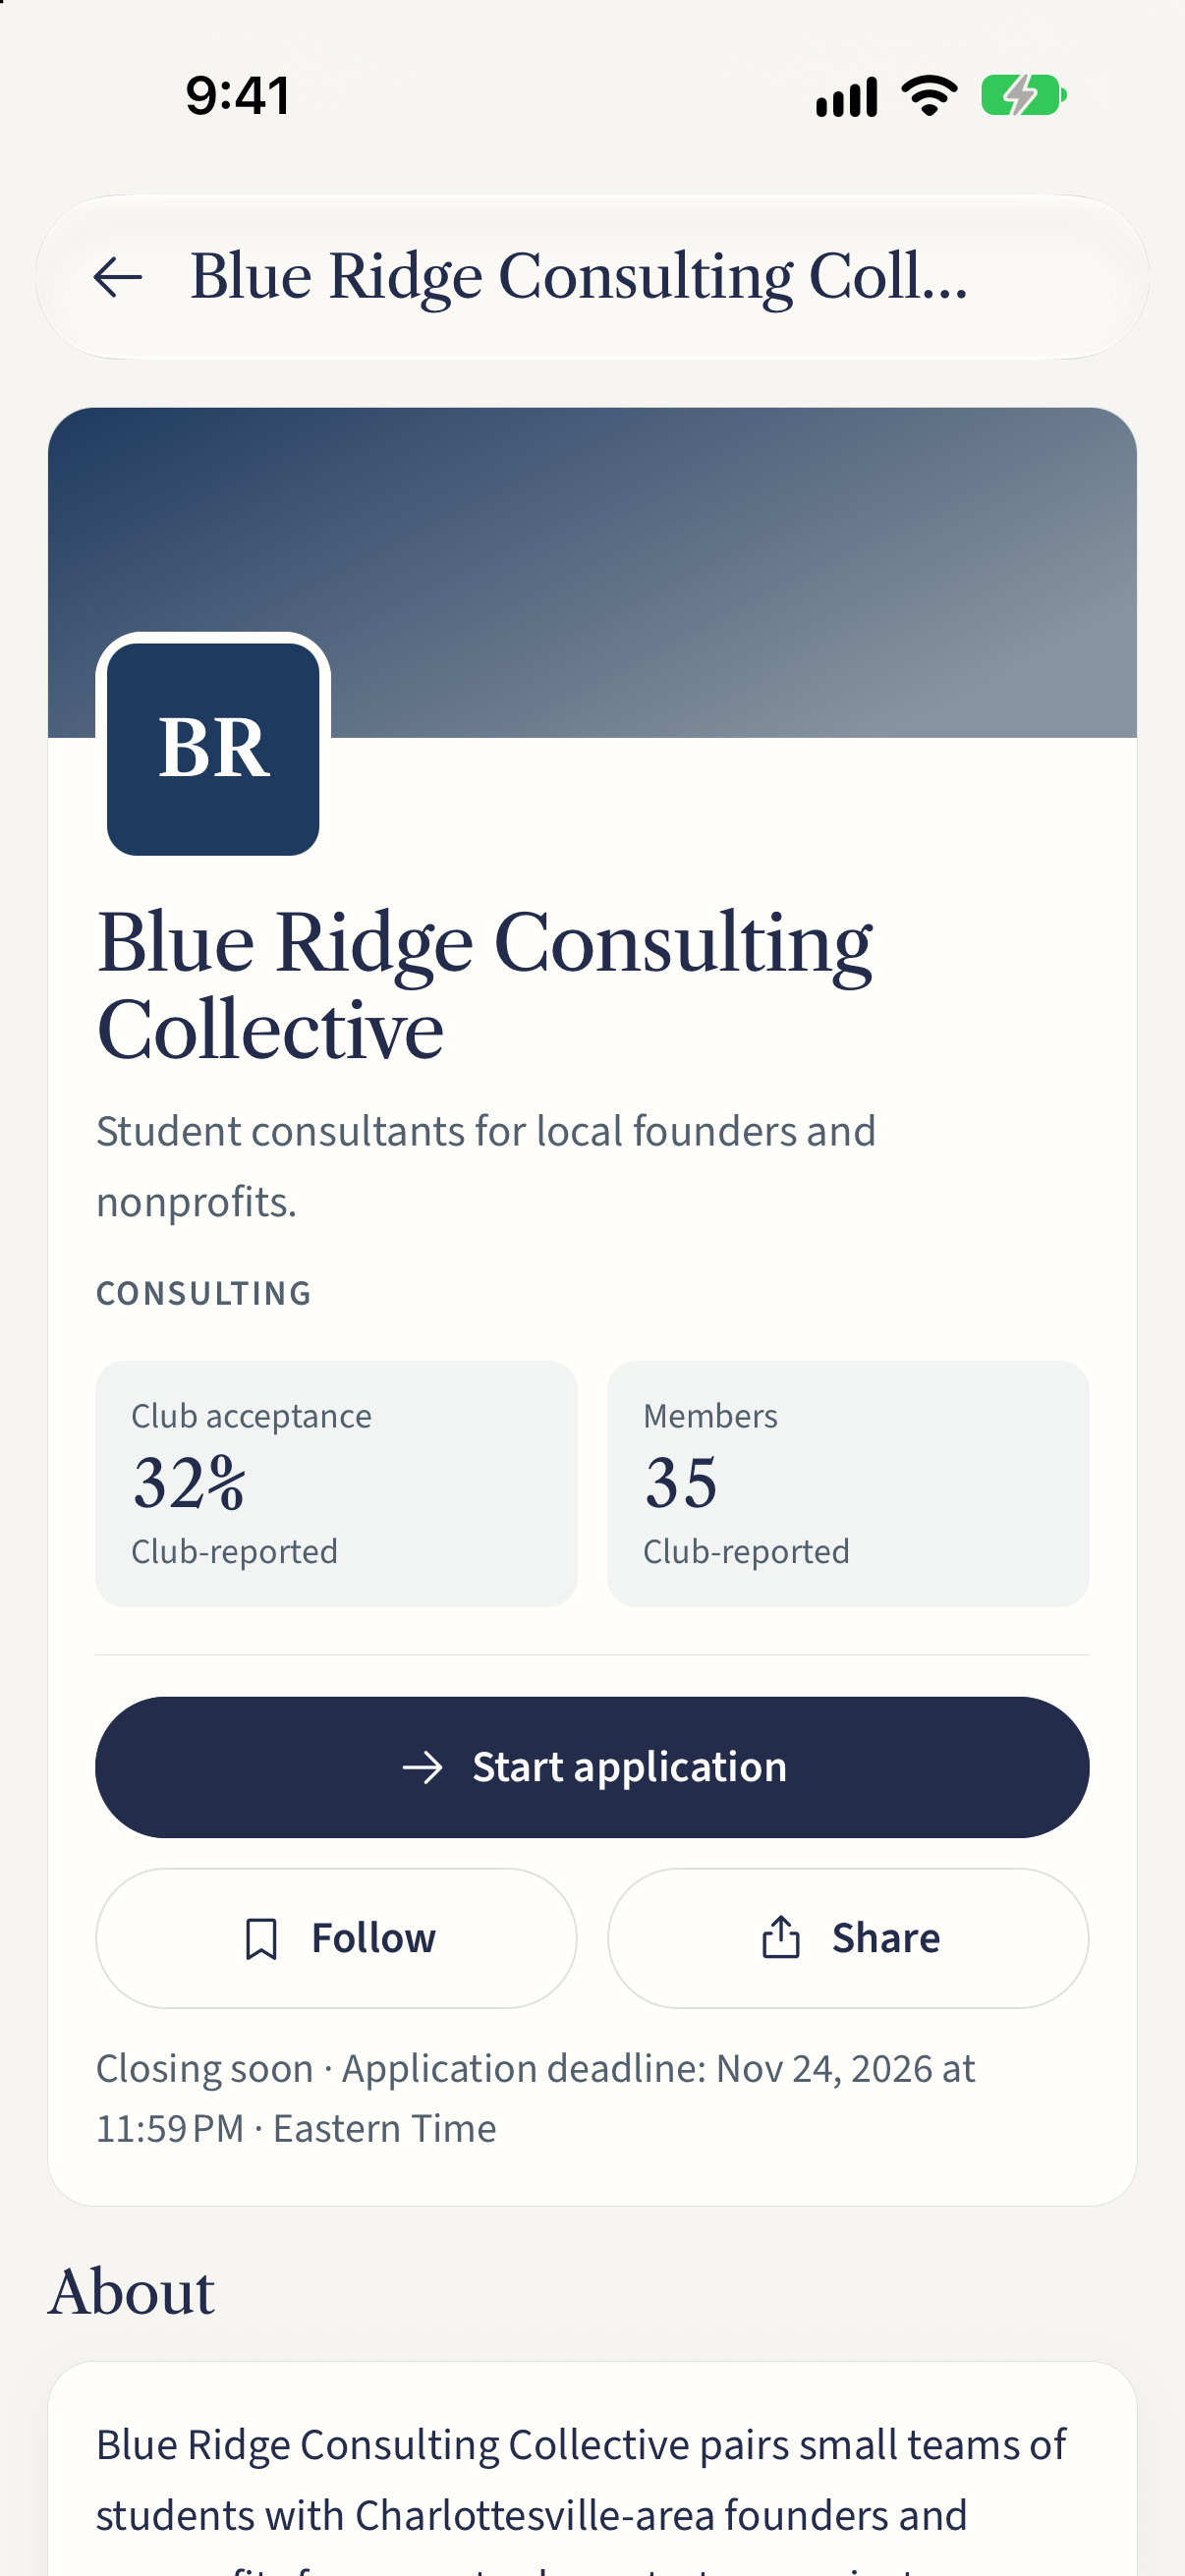 9:41
Blue Ridge Consulting Coll...
BR
Blue Ridge Consulting
Collective
Student consultants for local founders and
nonprofits.
CONSULTING
Club acceptance
32%
Club-reported
Members
35
Club-reported
Start application
Follow
Share
Closing soon · Application deadline: Nov 24, 2026 at
11:59 PM · Eastern Time
About
Blue Ridge Consulting Collective pairs small teams of
students with Charlottesville-area founders and